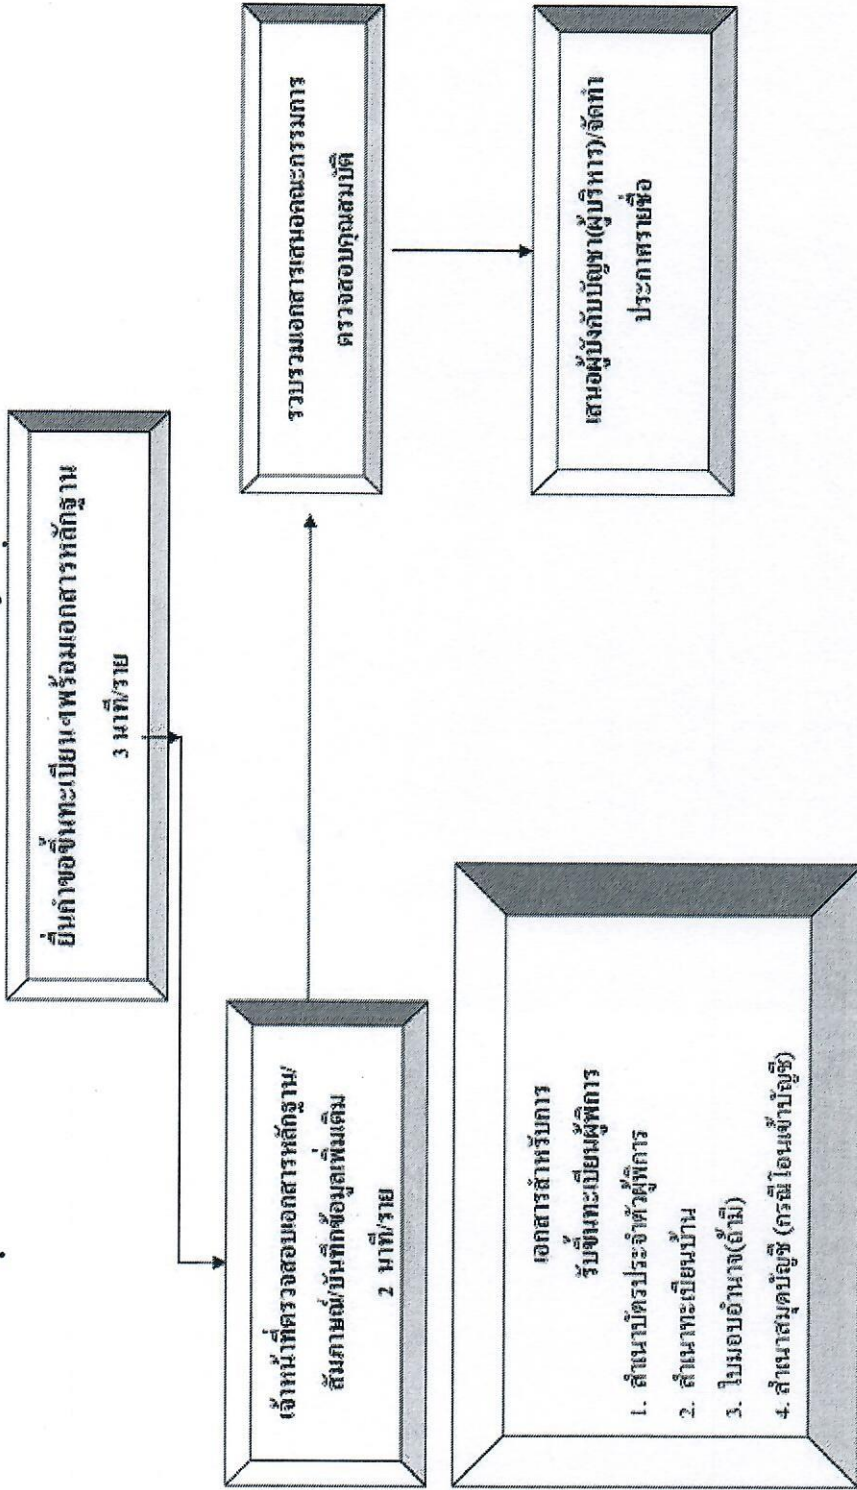 ยื่นคำขอขึ้นทะเบียนฯพร้อมเอกสารหลักฐาน
3 นาที/ราย
เจ้าหน้าที่ตรวจสอบเอกสารหลักฐาน/
สัมภาษณ์/บันทึกข้อมูลเพิ่มเติม
2 นาที/ราย
รวบรวมเอกสารเสนอคณะกรรมการ
ตรวจสอบคุณสมบัติ
เสนอผู้บังคับบัญชา(ผู้บริหาร)/จัดทำ
ประกาศรายชื่อ
เอกสารสำหรับการ
รับขึ้นทะเบียนผู้พิการ
1. สำเนาบัตรประจำตัวผู้พิการ
2. สำเนาทะเบียนบ้าน
3. ใบมอบอำนาจ(ถ้ามี)
4. สำเนาสมุดบัญชี (กรณีโอนเข้าบัญชี)